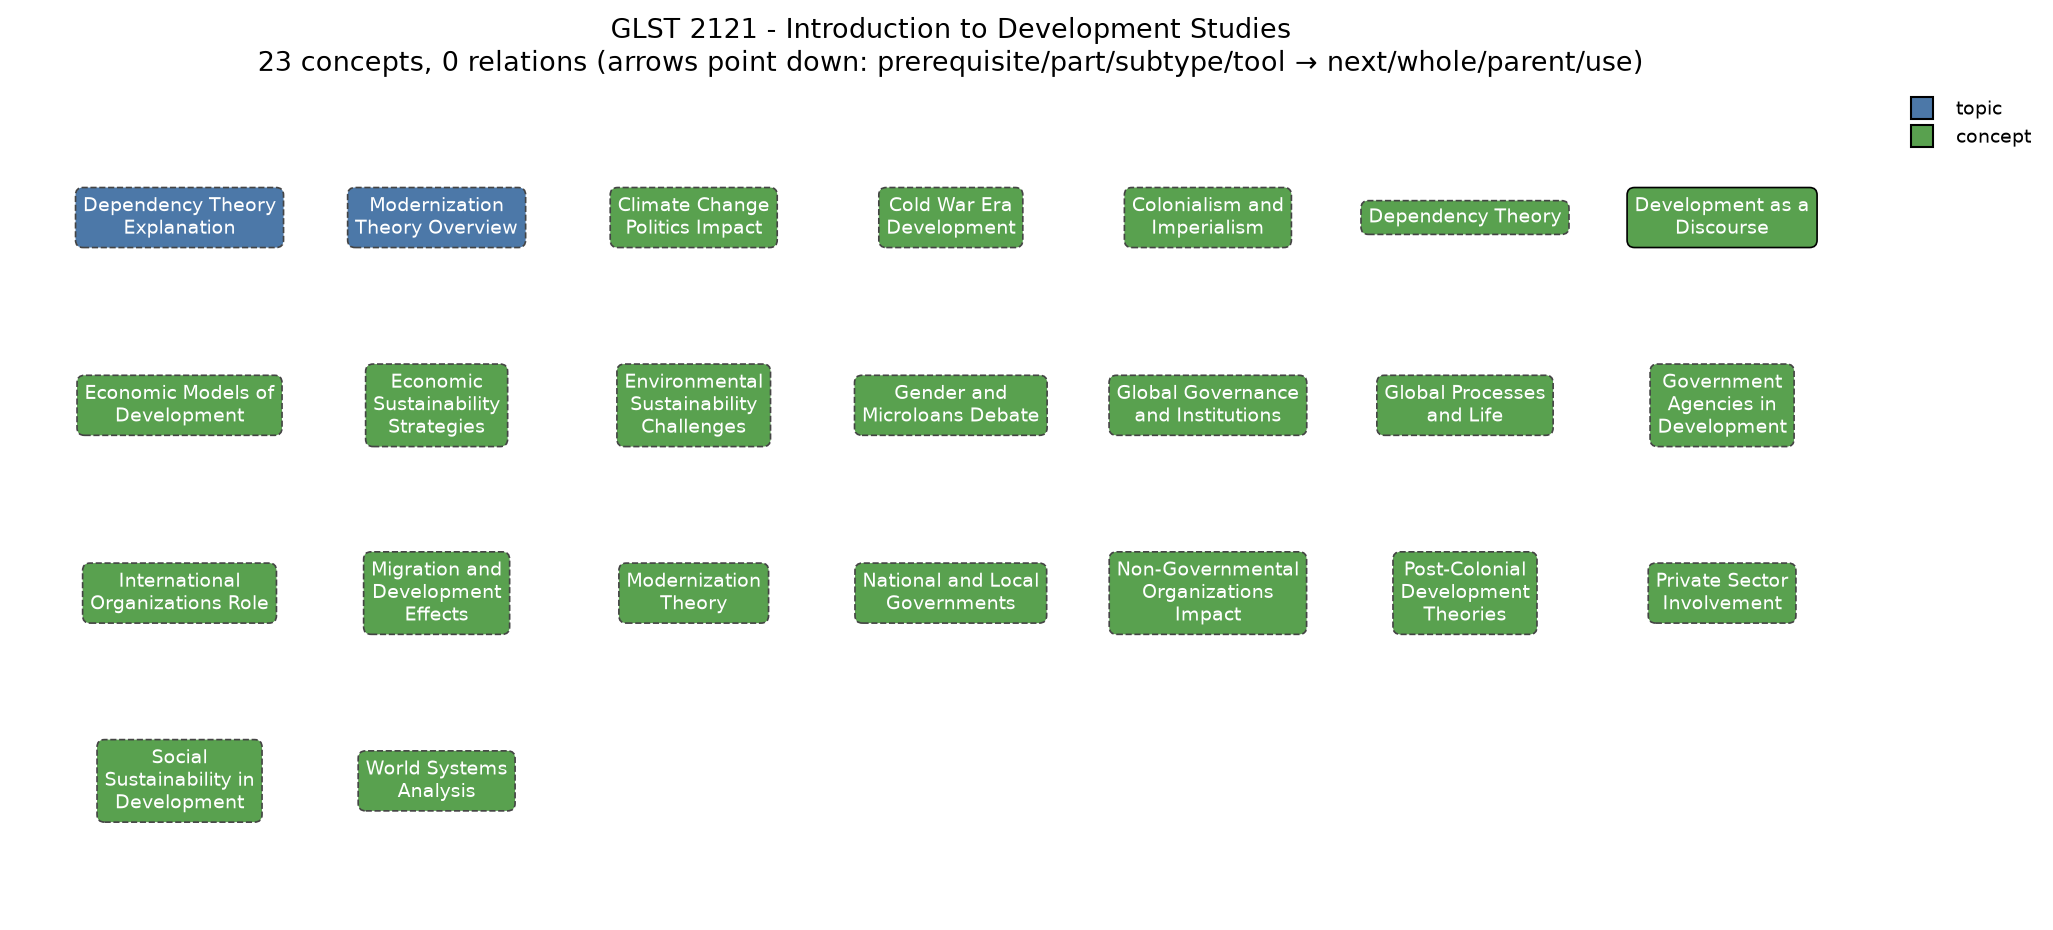 GLST 2121 - Introduction to Development Studies
23 concepts, 0 relations (arrows point down: prerequisite/part/subtype/tool → next/whole/parent/use)
topic
concept
Dependency Theory
Explanation
Modernization
Theory Overview
Climate Change
Politics Impact
Cold War Era
Development
Colonialism and
Imperialism
Dependency Theory
Development as a
Discourse
Economic Models of
Development
Economic
Sustainability
Strategies
Environmental
Sustainability
Challenges
Gender and
Microloans Debate
Global Governance
and Institutions
Global Processes
and Life
Government
Agencies in
Development
International
Organizations Role
Migration and
Development
Effects
Modernization
Theory
National and Local
Governments
Non-Governmental
Organizations
Impact
Post-Colonial
Development
Theories
Private Sector
Involvement
Social
Sustainability in
Development
World Systems
Analysis